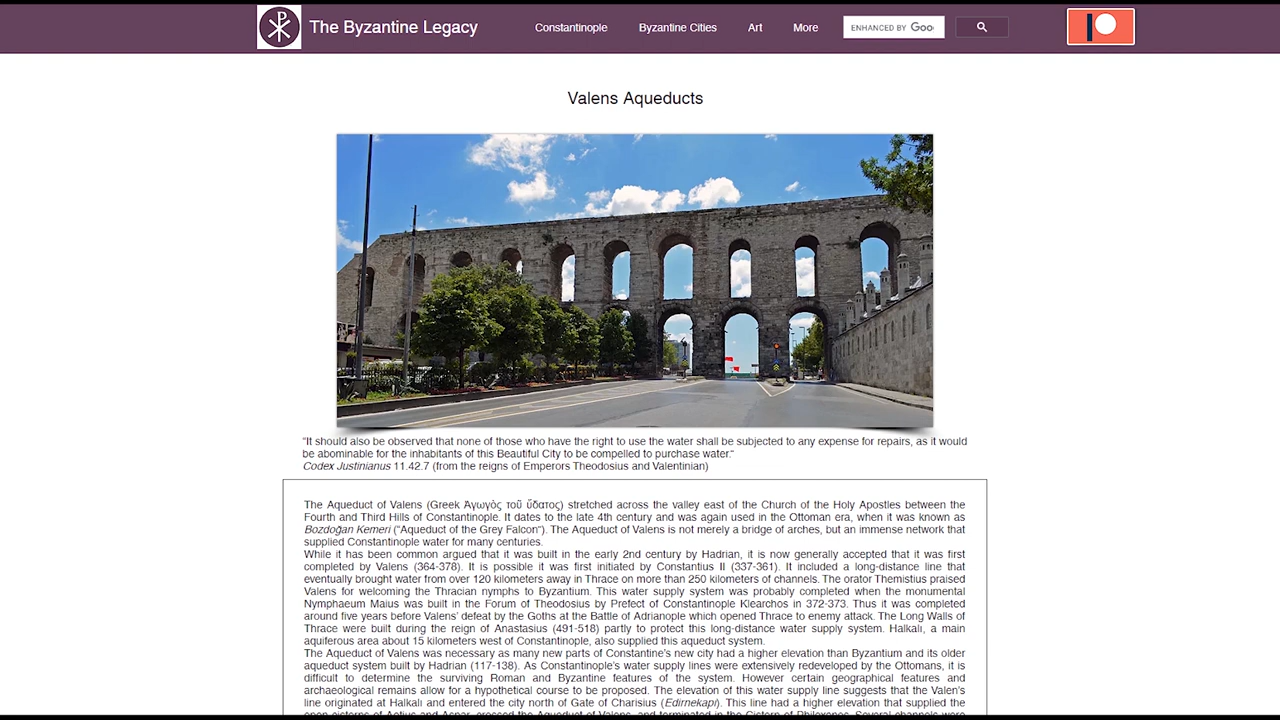 The Byzantine Legacy
Constantinople
Byzantine Cities
Art
More
ENHANCED BY Goo
Valens Aqueducts
"It should also be observed that none of those who have the right to use the water shall be subjected to any expense for repairs, as it would
be abominable for the inhabitants of this Beautiful City to be compelled to purchase water."
Codex Justinianus 11.42.7 (from the reigns of Emperors Theodosius and Valentinian)
The Aqueduct of Valens (Greek Ἀγωγὸς τοῦ ὕδατος) stretched across the valley east of the Church of the Holy Apostles between the
Fourth and Third Hills of Constantinople. It dates to the late 4th century and was again used in the Ottoman era, when it was known as
Bozdoğan Kemeri ("Aqueduct of the Grey Falcon"). The Aqueduct of Valens is not merely a bridge of arches, but an immense network that
supplied Constantinople water for many centuries.
While it has been common argued that it was built in the early 2nd century by Hadrian, it is now generally accepted that it was first
completed by Valens (364-378). It is possible it was first initiated by Constantius II (337-361). It included a long-distance line that
eventually brought water from over 120 kilometers away in Thrace on more than 250 kilometers of channels. The orator Themistius praised
Valens for welcoming the Thracian nymphs to Byzantium. This water supply system was probably completed when the monumental
Nymphaeum Maius was built in the Forum of Theodosius by Prefect of Constantinople Klearchos in 372-373. Thus it was completed
around five years before Valens' defeat by the Goths at the Battle of Adrianople which opened Thrace to enemy attack. The Long Walls of
Thrace were built during the reign of Anastasius (491-518) partly to protect this long-distance water supply system. Halkalı, a main
aquiferous area about 15 kilometers west of Constantinople, also supplied this aqueduct system.
The Aqueduct of Valens was necessary as many new parts of Constantine's new city had a higher elevation than Byzantium and its older
aqueduct system built by Hadrian (117-138). As Constantinople's water supply lines were extensively redeveloped by the Ottomans, it is
difficult to determine the surviving Roman and Byzantine features of the system. However certain geographical features and
archaeological remains allow for a hypothetical course to be proposed. The elevation of this water supply line suggests that the Valen's
line originated at Halkalı and entered the city north of Gate of Charisius (Edirnekapı). This line had a higher elevation that supplied the
open cisterns of Aetius and Aspar, crossed the Aqueduct of Valens, and terminated in the Cistern of Philoxenos. Several channels were